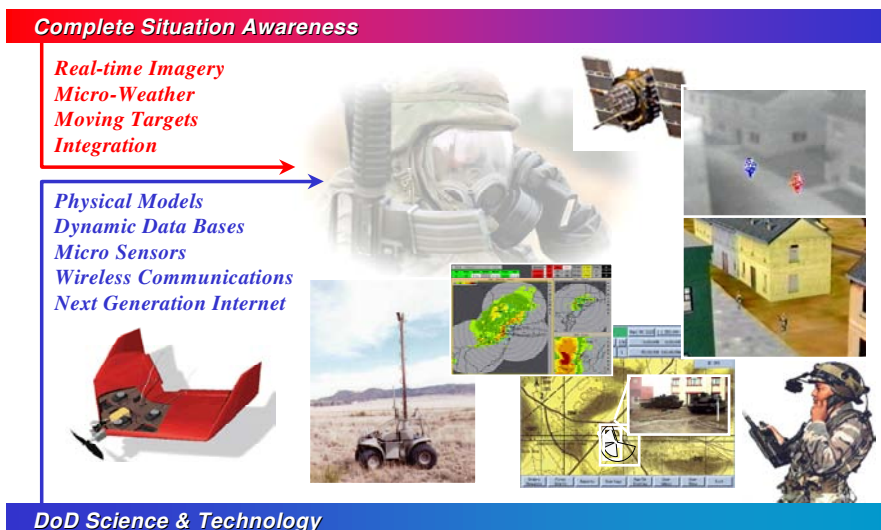 Complete Situation Awareness
Real-time Imagery
Micro-Weather
Moving Targets
Integration
Physical Models
Dynamic Data Bases
Micro Sensors
Wireless Communications
Next Generation Internet
DoD Science & Technology